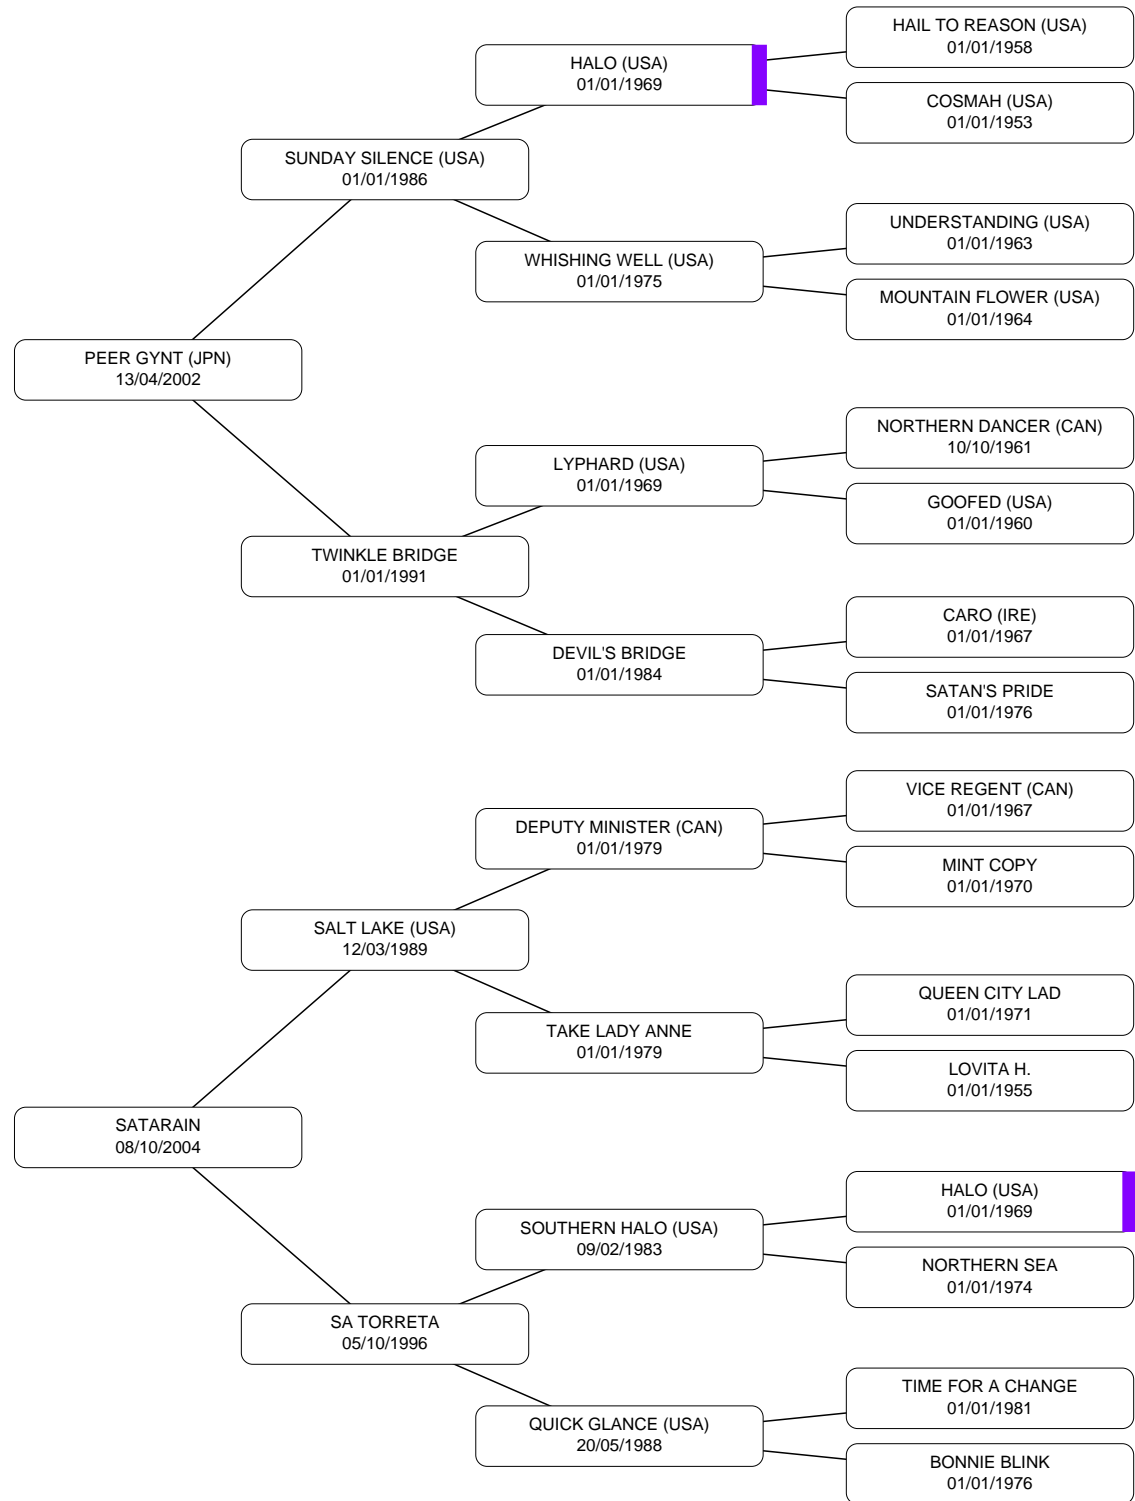 HAIL TO REASON (USA)
01/01/1958
HALO (USA)
01/01/1969
COSMAH (USA)
01/01/1953
SUNDAY SILENCE (USA)
01/01/1986
UNDERSTANDING (USA)
01/01/1963
WHISHING WELL (USA)
01/01/1975
MOUNTAIN FLOWER (USA)
01/01/1964
PEER GYNT (JPN)
13/04/2002
NORTHERN DANCER (CAN)
10/10/1961
LYPHARD (USA)
01/01/1969
GOOFED (USA)
01/01/1960
TWINKLE BRIDGE
01/01/1991
CARO (IRE)
01/01/1967
DEVIL'S BRIDGE
01/01/1984
SATAN'S PRIDE
01/01/1976
VICE REGENT (CAN)
01/01/1967
DEPUTY MINISTER (CAN)
01/01/1979
MINT COPY
01/01/1970
SALT LAKE (USA)
12/03/1989
QUEEN CITY LAD
01/01/1971
TAKE LADY ANNE
01/01/1979
LOVITA H.
01/01/1955
SATARAIN
08/10/2004
HALO (USA)
01/01/1969
SOUTHERN HALO (USA)
09/02/1983
NORTHERN SEA
01/01/1974
SA TORRETA
05/10/1996
TIME FOR A CHANGE
01/01/1981
QUICK GLANCE (USA)
20/05/1988
BONNIE BLINK
01/01/1976